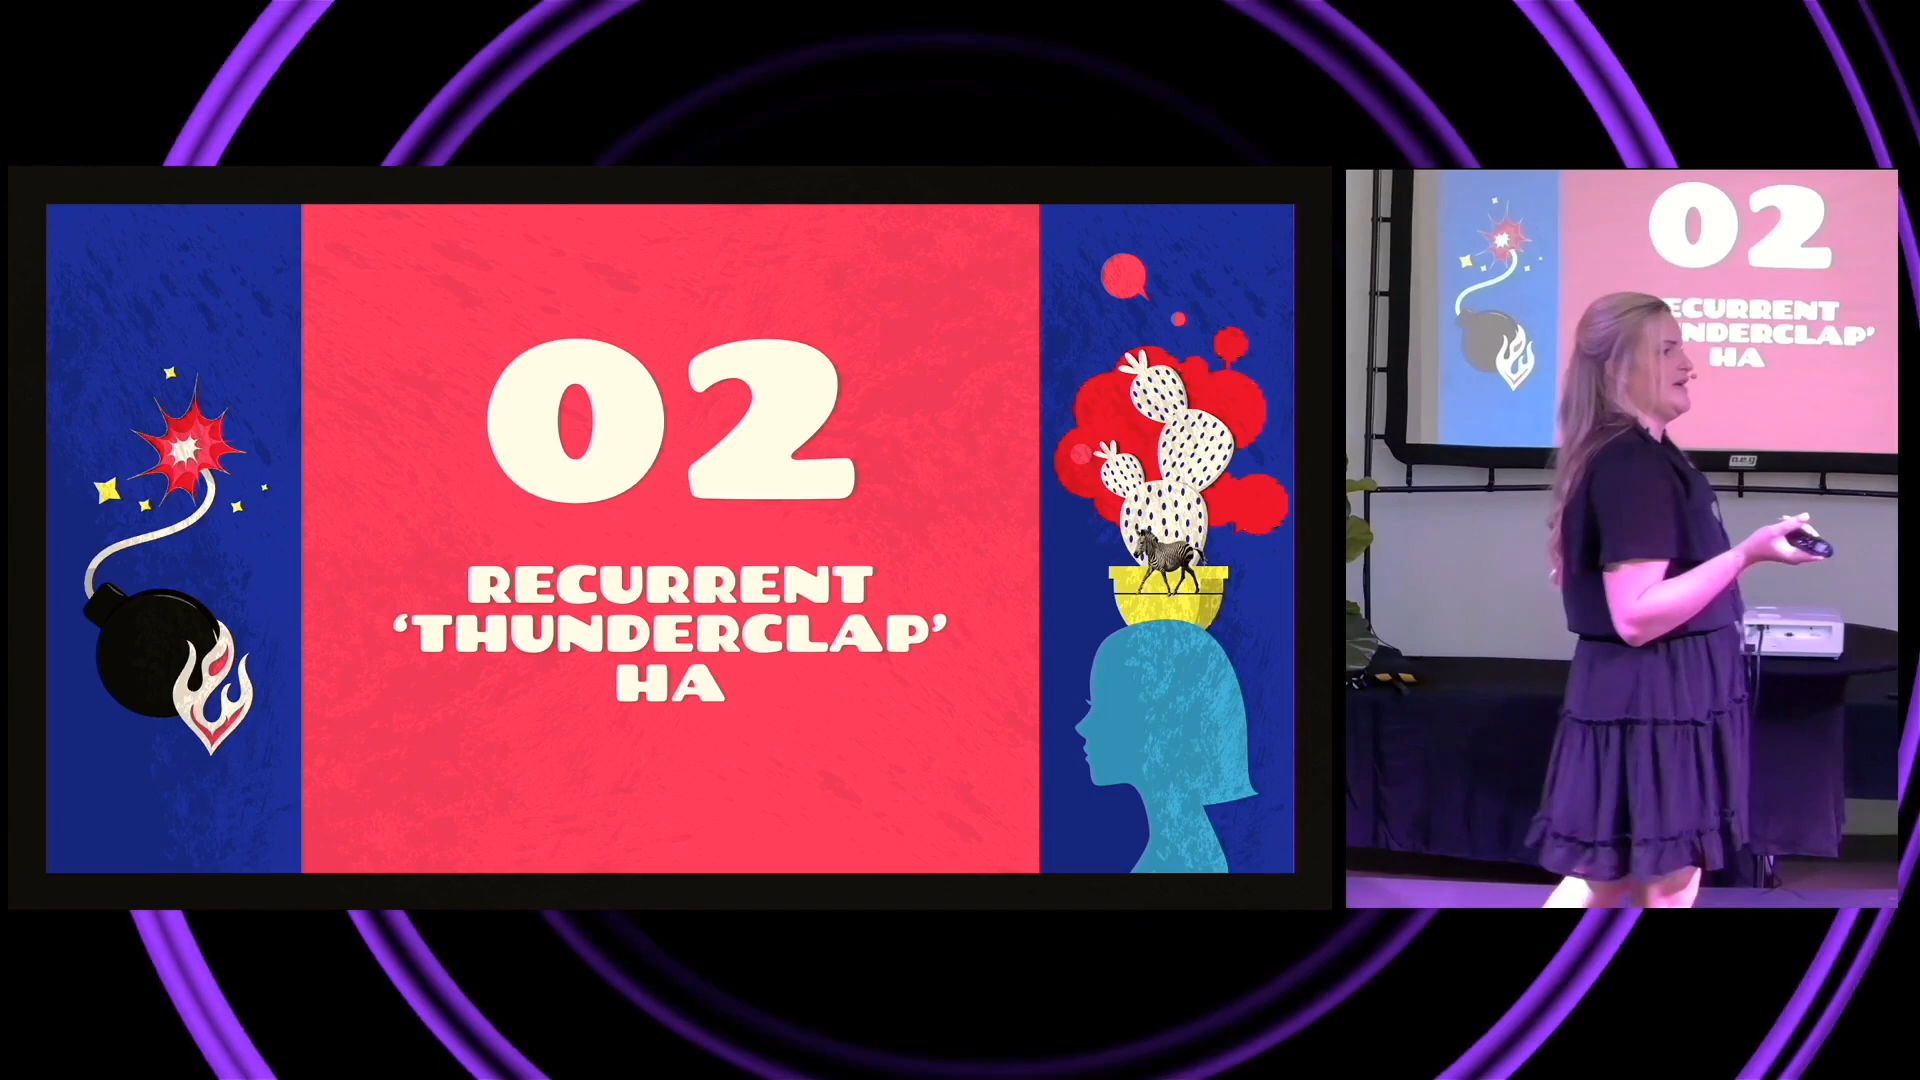 02
RECURRENT
‘THUNDERCLAP’
HA
02
ECURRENT
NDERCLAP’
HA